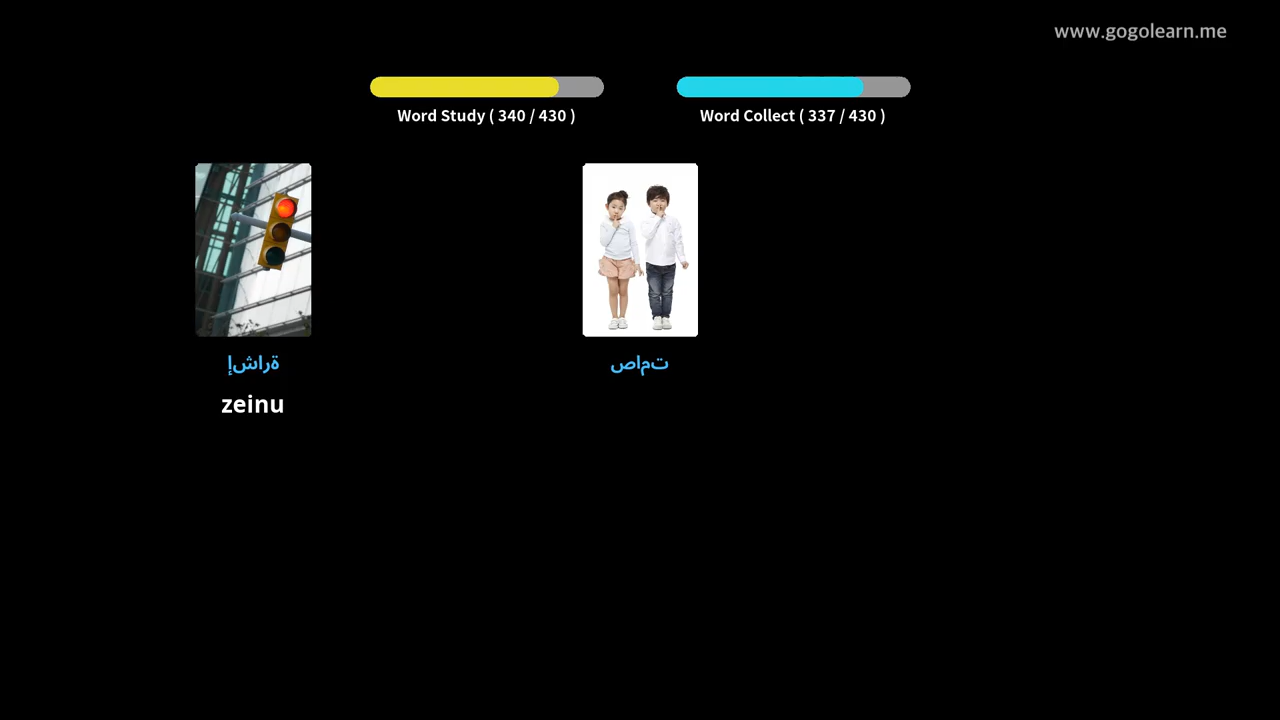 www.gogolearn.me
Word Study ( 340 / 430 )
Word Collect ( 337 / 430 )
ةراشإ
تماص
zeinu